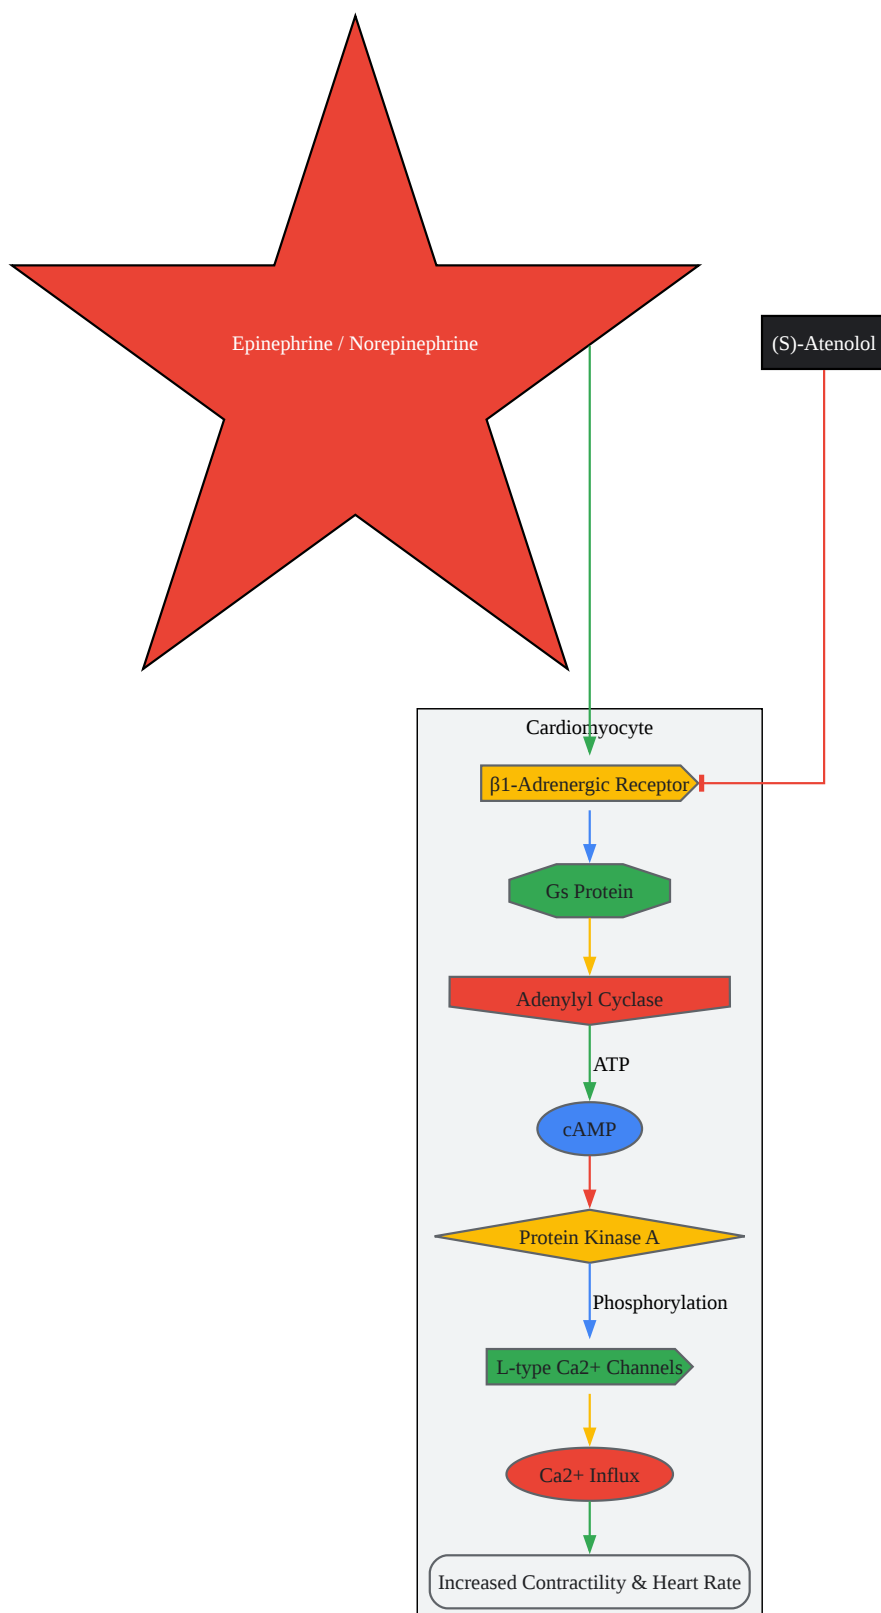 Epinephrine / Norepinephrine
(S)-Atenolol
Cardiomyocyte
β1-Adrenergic Receptor
Gs Protein
Adenylyl Cyclase
ATP
cAMP
Protein Kinase A
Phosphorylation
L-type Ca2+ Channels
Ca2+ Influx
Increased Contractility & Heart Rate